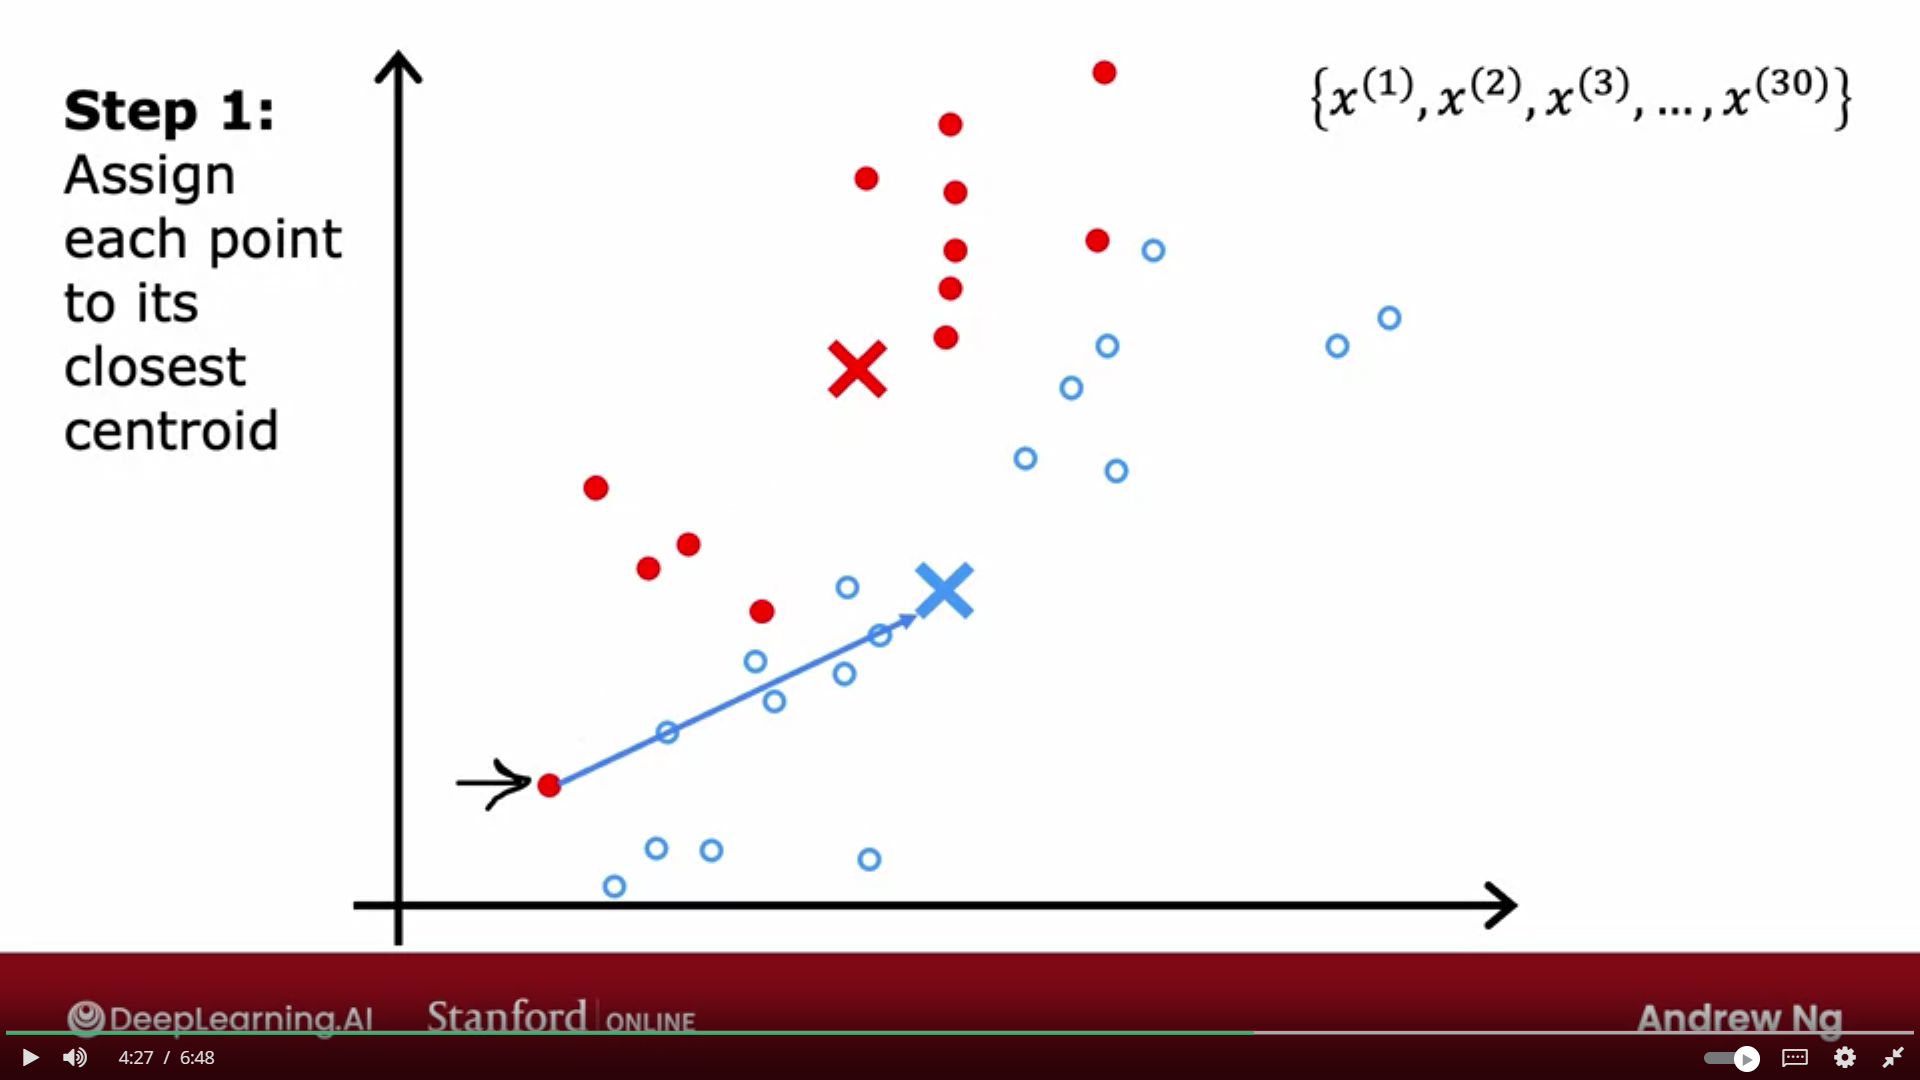 Step 1:
Assign
each point
to its
closest
centroid
{x^(1), x^(2), x^(3), ..., x^(30)}
DeepLearning.AI
Stanford | ONLINE
Andrew Ng
4:27 / 6:48